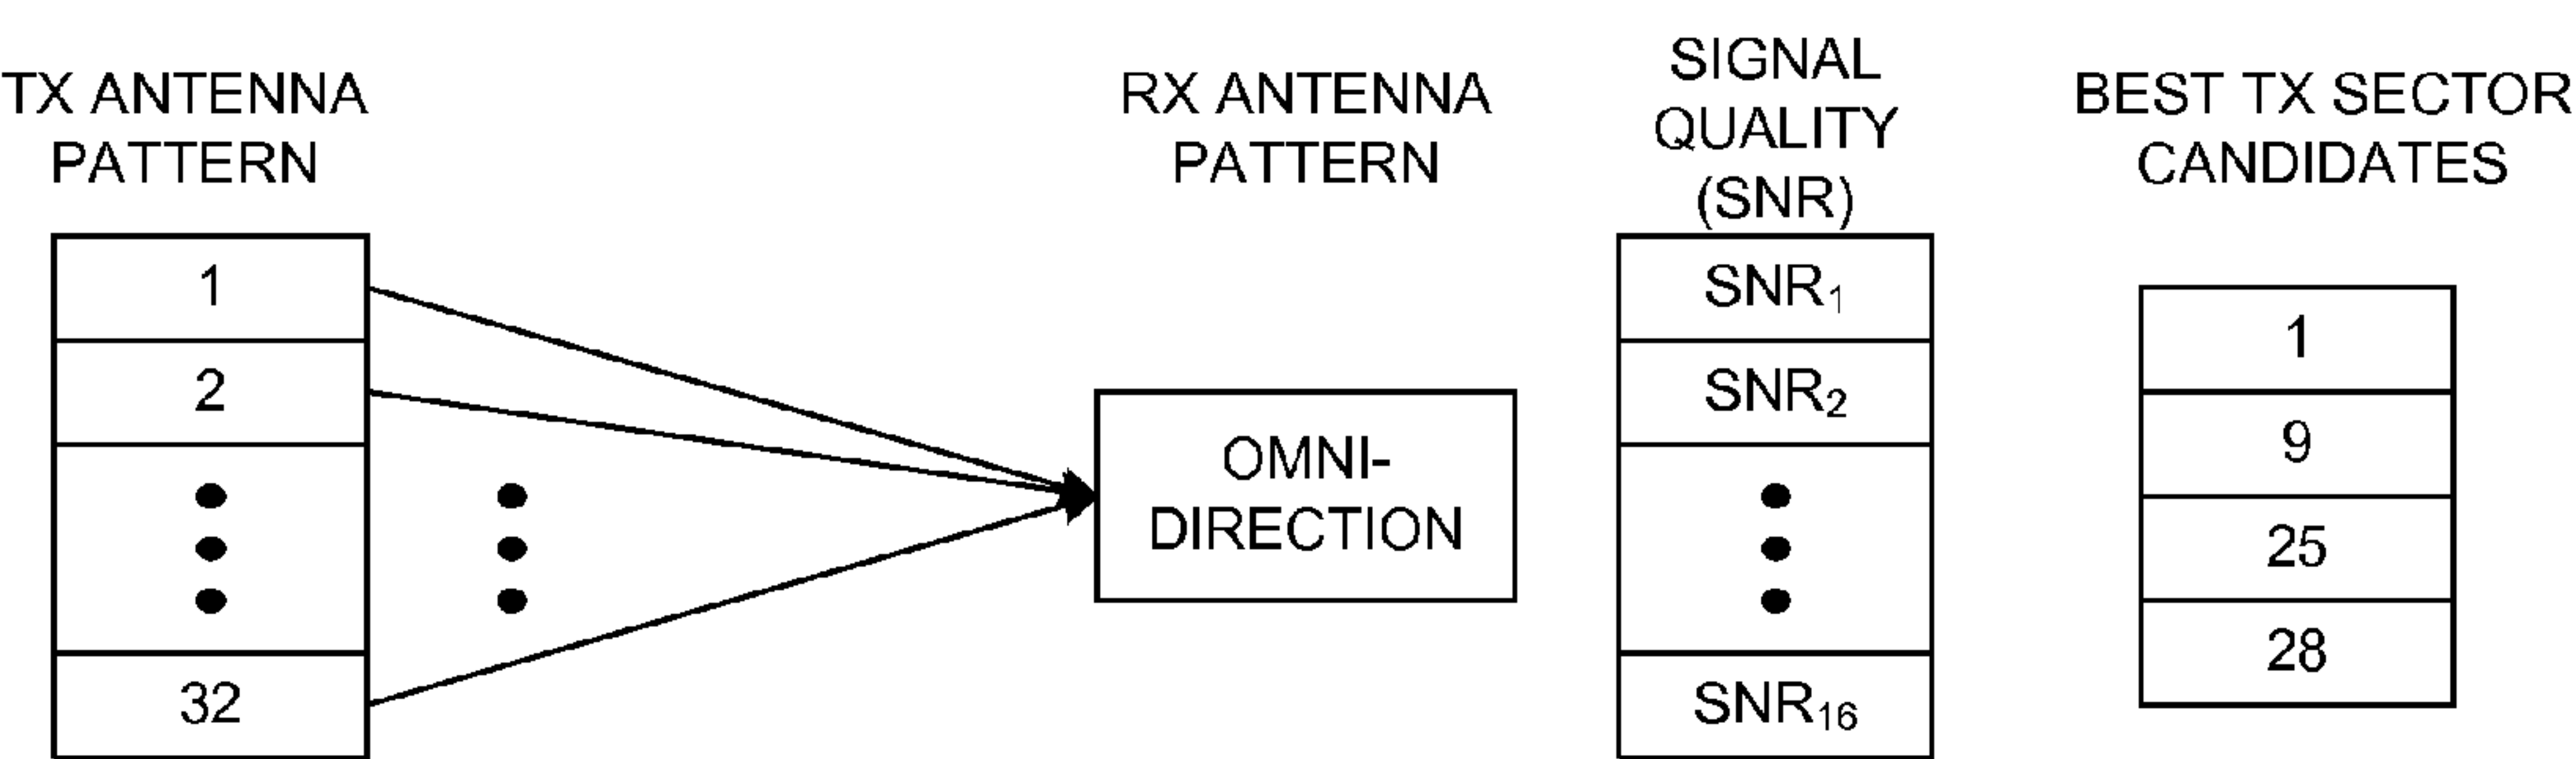 TX ANTENNA
PATTERN
1
2
32
RX ANTENNA
PATTERN
OMNI-
DIRECTION
SIGNAL
QUALITY
(SNR)
SNR₁
SNR₂
SNR₁₆
BEST TX SECTOR
CANDIDATES
1
9
25
28